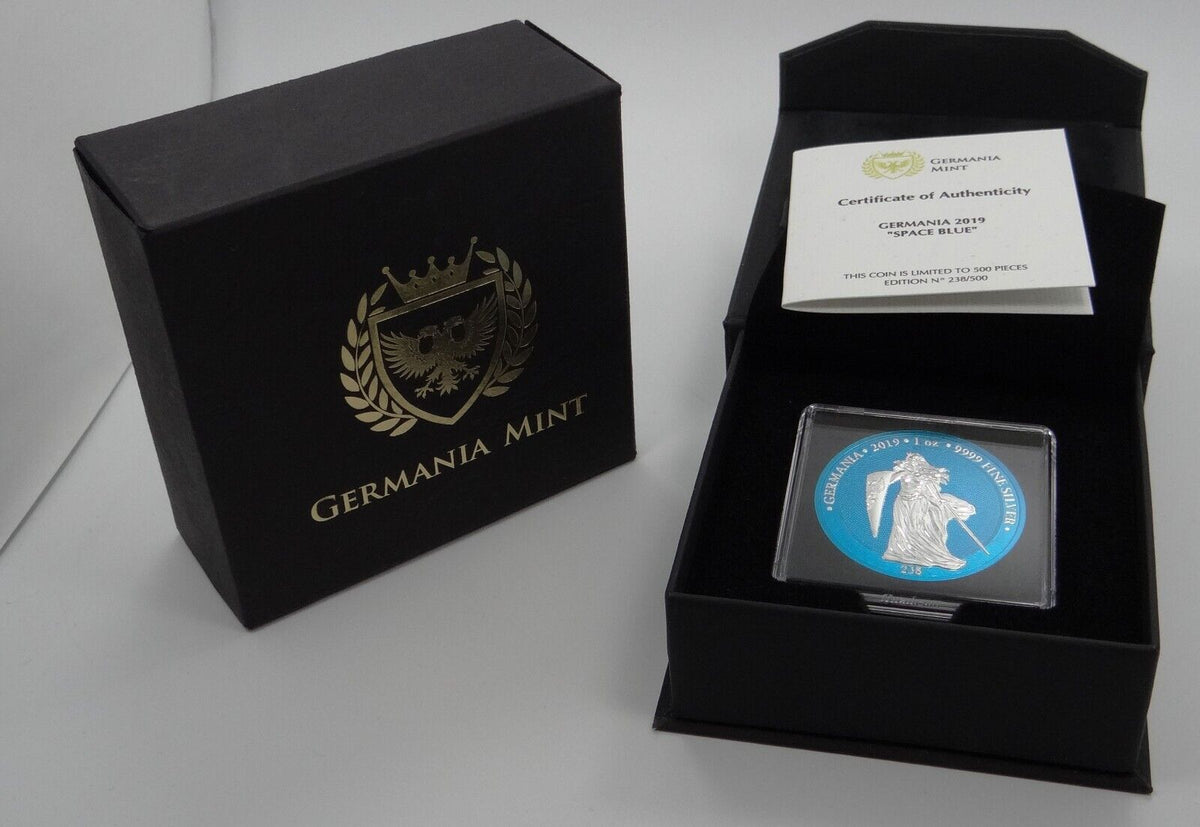 GERMANIA MINT
GERMANIA
MINT
Certificate of Authenticity
GERMANIA 2019
"SPACE BLUE"
THIS COIN IS LIMITED TO 500 PIECES
EDITION N° 238/500
• GERMANIA • 2019 • 1 oz • 9999 FINE SILVER •
238